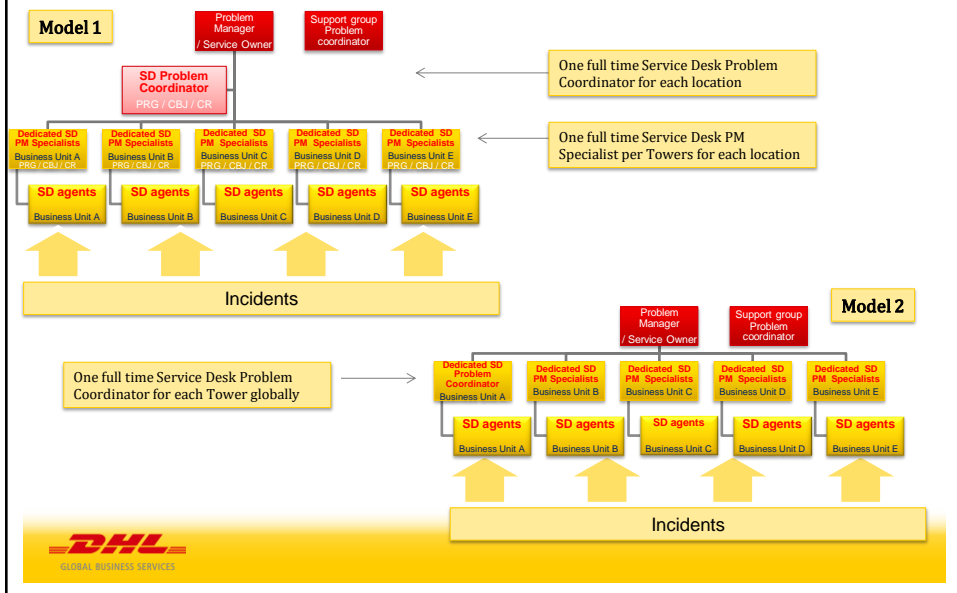 Model 1
Problem
Manager
/ Service Owner
Support group
Problem
coordinator
SD Problem
Coordinator
PRG / CBJ / CR
One full time Service Desk Problem
Coordinator for each location
Dedicated SD
PM Specialists
Business Unit A
PRG / CBJ / CR
Dedicated SD
PM Specialists
Business Unit B
PRG / CBJ / CR
Dedicated SD
PM Specialists
Business Unit C
PRG / CBJ / CR
Dedicated SD
PM Specialists
Business Unit D
PRG / CBJ / CR
Dedicated SD
PM Specialists
Business Unit E
PRG / CBJ / CR
One full time Service Desk PM
Specialist per Towers for each location
SD agents
Business Unit A
SD agents
Business Unit B
SD agents
Business Unit C
SD agents
Business Unit D
SD agents
Business Unit E
Incidents
Model 2
Problem
Manager
/ Service Owner
Support group
Problem
coordinator
One full time Service Desk Problem
Coordinator for each Tower globally
Dedicated SD
Problem
Coordinator
Business Unit A
Dedicated SD
PM Specialists
Business Unit B
Dedicated SD
PM Specialists
Business Unit C
Dedicated SD
PM Specialists
Business Unit D
Dedicated SD
PM Specialists
Business Unit E
SD agents
Business Unit A
SD agents
Business Unit B
SD agents
Business Unit C
SD agents
Business Unit D
SD agents
Business Unit E
Incidents
DHL
GLOBAL BUSINESS SERVICES